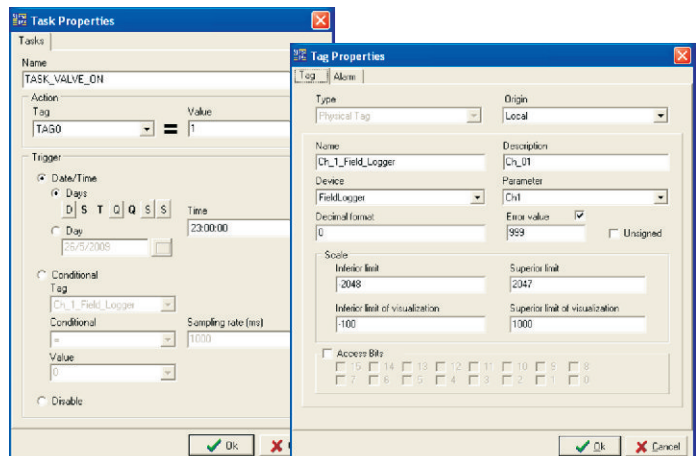 Task Properties
Tasks
Name
TASK_VALVE_ON
Action
Tag
Value
TAG0
=
1
Trigger
Date/Time
Days
D S T Q Q S S
Time
23:00:00
Day
26/5/2009
Conditional
Tag
Ch_1_Field_Logger
Conditional
Sampling rate (ms)
=
1000
Value
0
Disable
Ok
Tag Properties
Tag
Alarm
Type
Origin
Physical Tag
Local
Name
Description
Ch_1_Field_Logger
Ch_01
Device
Parameter
FieldLogger
Ch1
Decimal format
Error value
0
999
Unsigned
Scale
Inferior limit
Superior limit
-2048
2047
Inferior limit of visualization
Superior limit of visualization
-100
1000
Access Bits
15 14 13 12 11 10 9 8
7 6 5 4 3 2 1 0
Ok
Cancel